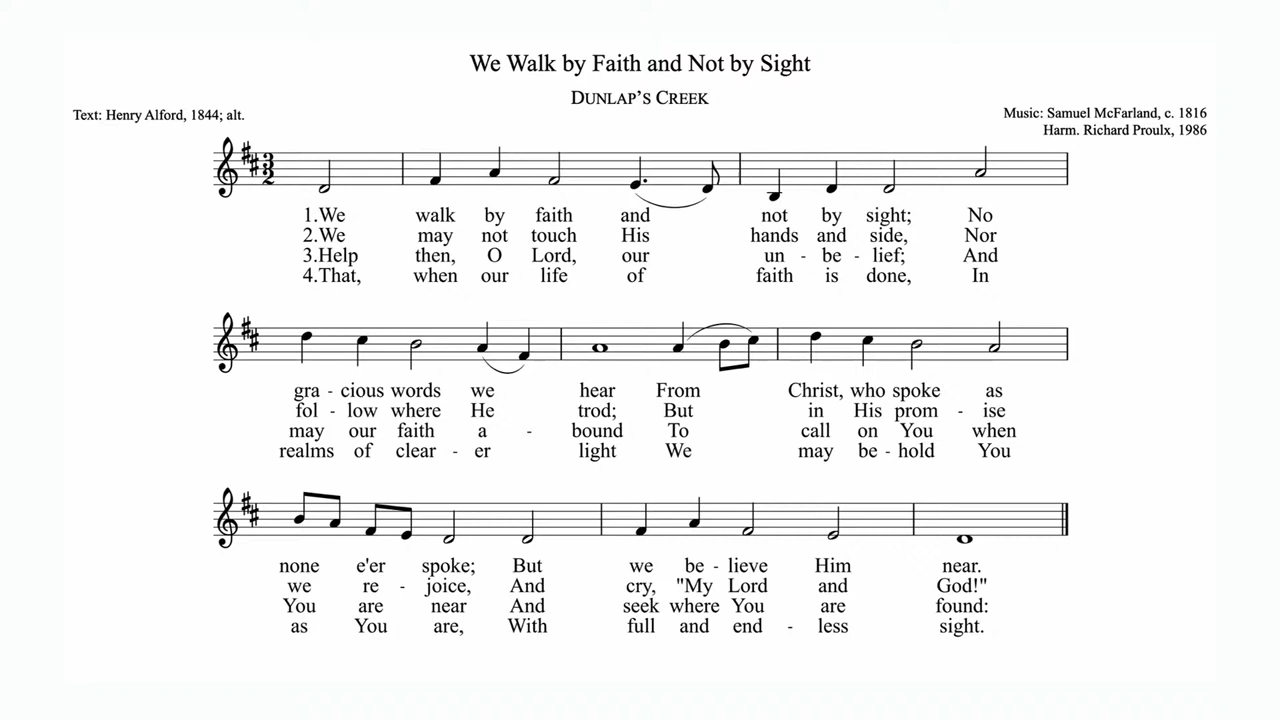 We Walk by Faith and Not by Sight
DUNLAP'S CREEK
Text: Henry Alford, 1844; alt.
Music: Samuel McFarland, c. 1816
Harm. Richard Proulx, 1986
3
2
1.We walk by faith and not by sight; No
2.We may not touch His hands and side, Nor
3.Help then, O Lord, our un - be - lief; And
4.That, when our life of faith is done, In
gra - cious words we hear From Christ, who spoke as
fol - low where He trod; But in His prom - ise
may our faith a - bound To call on You when
realms of clear - er light We may be - hold You
none e'er spoke; But we be - lieve Him near.
we re - joice, And cry, "My Lord and God!"
You are near And seek where You are found:
as You are, With full and end - less sight.